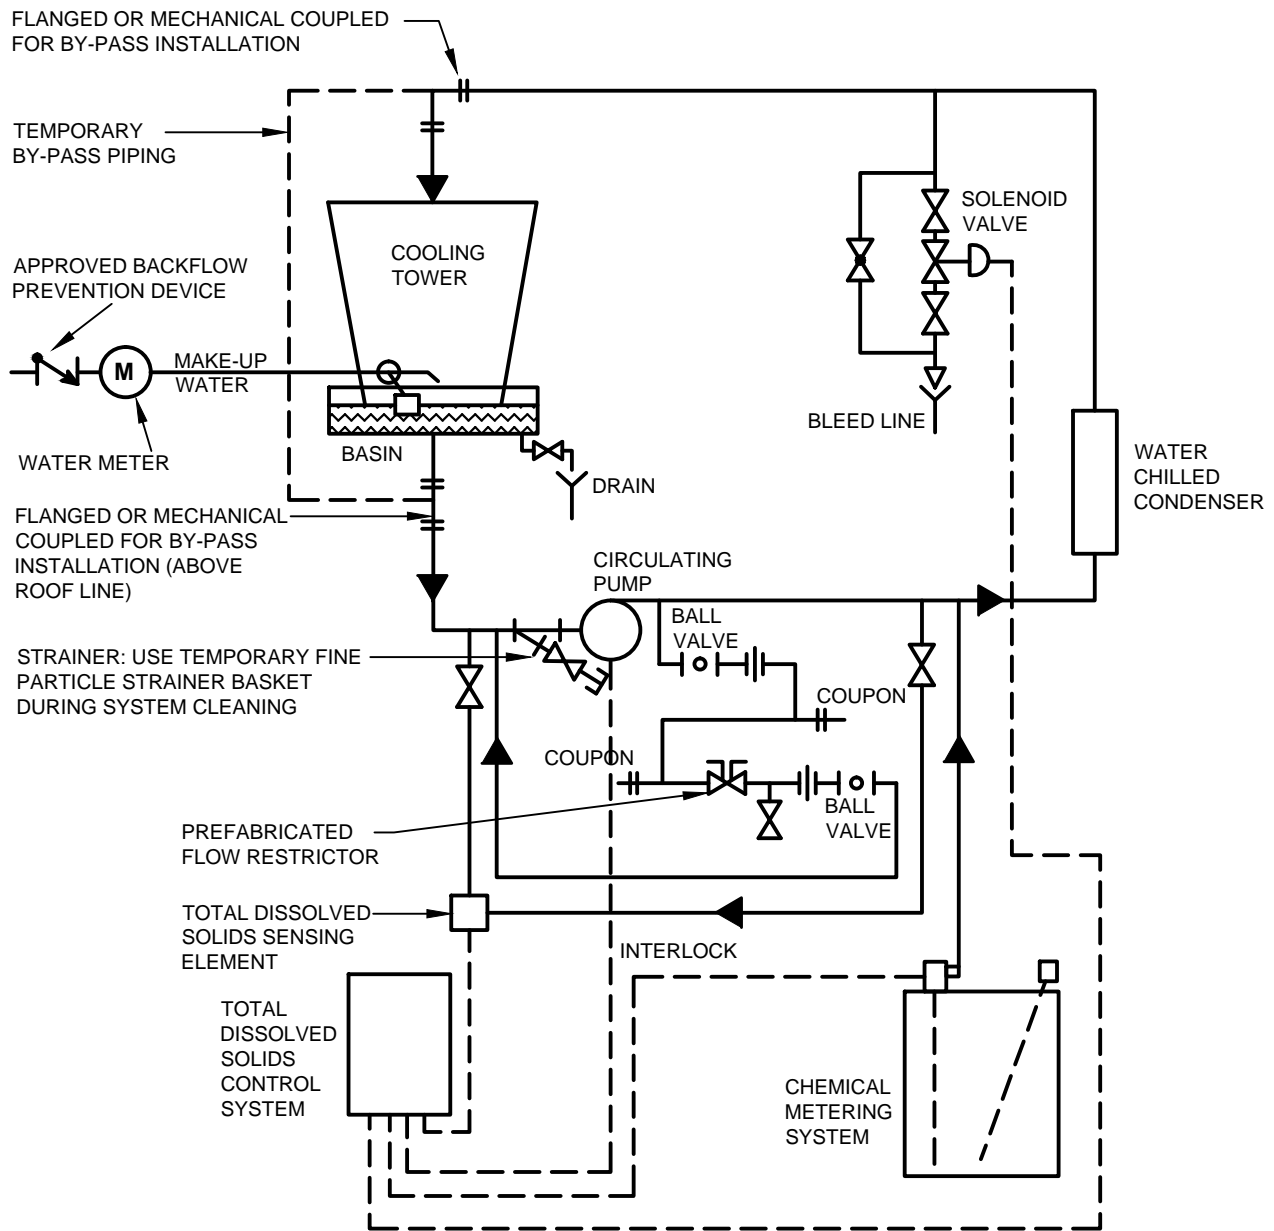 FLANGED OR MECHANICAL COUPLED
FOR BY-PASS INSTALLATION
TEMPORARY
BY-PASS PIPING
SOLENOID
VALVE
COOLING
TOWER
APPROVED BACKFLOW
PREVENTION DEVICE
M
MAKE-UP
WATER
WATER METER
BASIN
DRAIN
BLEED LINE
WATER
CHILLED
CONDENSER
FLANGED OR MECHANICAL
COUPLED FOR BY-PASS
INSTALLATION (ABOVE
ROOF LINE)
CIRCULATING
PUMP
BALL
VALVE
STRAINER: USE TEMPORARY FINE
PARTICLE STRAINER BASKET
DURING SYSTEM CLEANING
COUPON
COUPON
PREFABRICATED
FLOW RESTRICTOR
BALL
VALVE
TOTAL DISSOLVED
SOLIDS SENSING
ELEMENT
INTERLOCK
TOTAL
DISSOLVED
SOLIDS
CONTROL
SYSTEM
CHEMICAL
METERING
SYSTEM